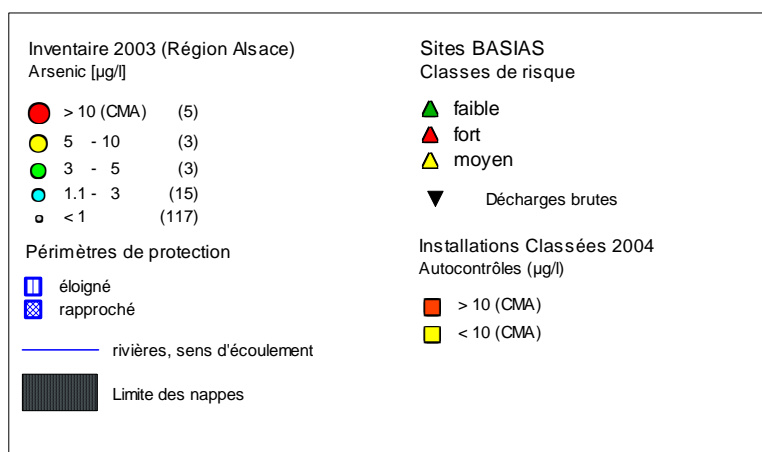 Inventaire 2003 (Région Alsace)
Arsenic [µg/l]
> 10 (CMA) (5)
5 - 10 (3)
3 - 5 (3)
1.1 - 3 (15)
< 1 (117)
Périmètres de protection
éloigné
rapproché
rivières, sens d'écoulement
Limite des nappes
Sites BASIAS
Classes de risque
faible
fort
moyen
Décharges brutes
Installations Classées 2004
Autocontrôles (µg/l)
> 10 (CMA)
< 10 (CMA)